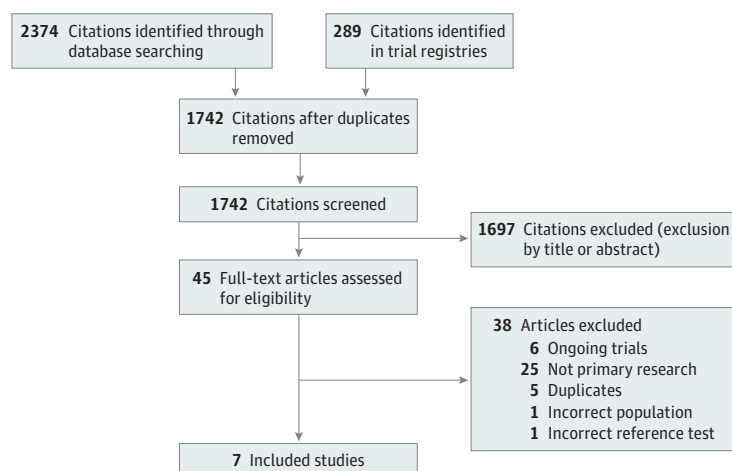 2374 Citations identified through
database searching
289 Citations identified
in trial registries
1742 Citations after duplicates
removed
1742 Citations screened
1697 Citations excluded (exclusion
by title or abstract)
45 Full-text articles assessed
for eligibility
38 Articles excluded
6 Ongoing trials
25 Not primary research
5 Duplicates
1 Incorrect population
1 Incorrect reference test
7 Included studies